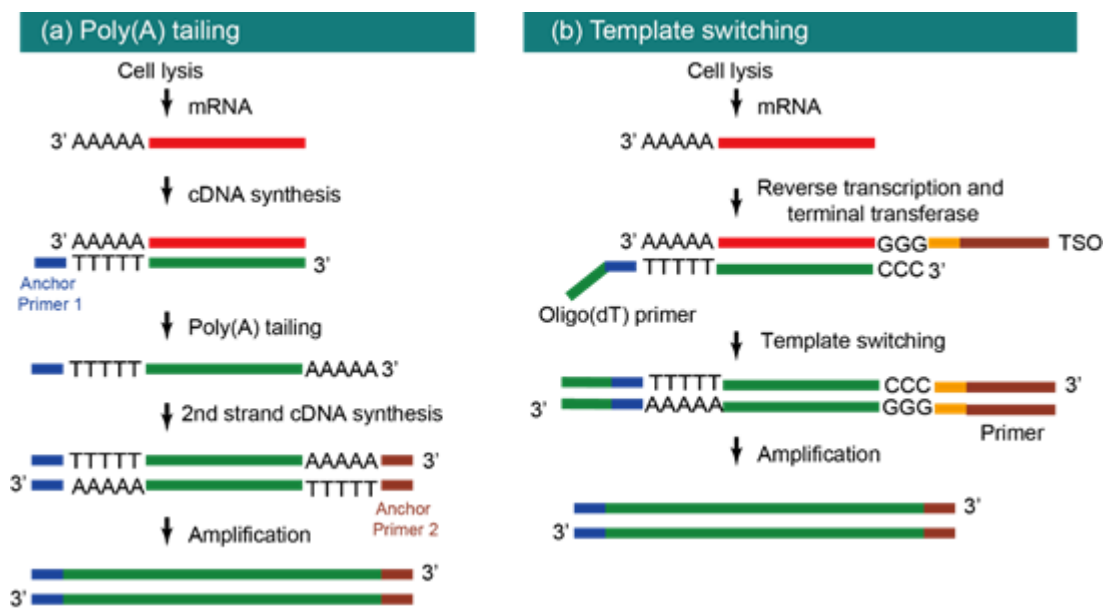 (a) Poly(A) tailing
Cell lysis
mRNA
3' AAAAA
cDNA synthesis
3' AAAAA
TTTTT 3'
Anchor
Primer 1
Poly(A) tailing
TTTTT AAAAA 3'
2nd strand cDNA synthesis
TTTTT AAAAA 3'
3' AAAAA TTTTT
Anchor
Primer 2
Amplification
3'
3'
(b) Template switching
Cell lysis
mRNA
3' AAAAA
Reverse transcription and
terminal transferase
3' AAAAA GGG TSO
TTTTT CCC 3'
Oligo(dT) primer
Template switching
TTTTT CCC 3'
3' AAAAA GGG
Primer
Amplification
3'
3'